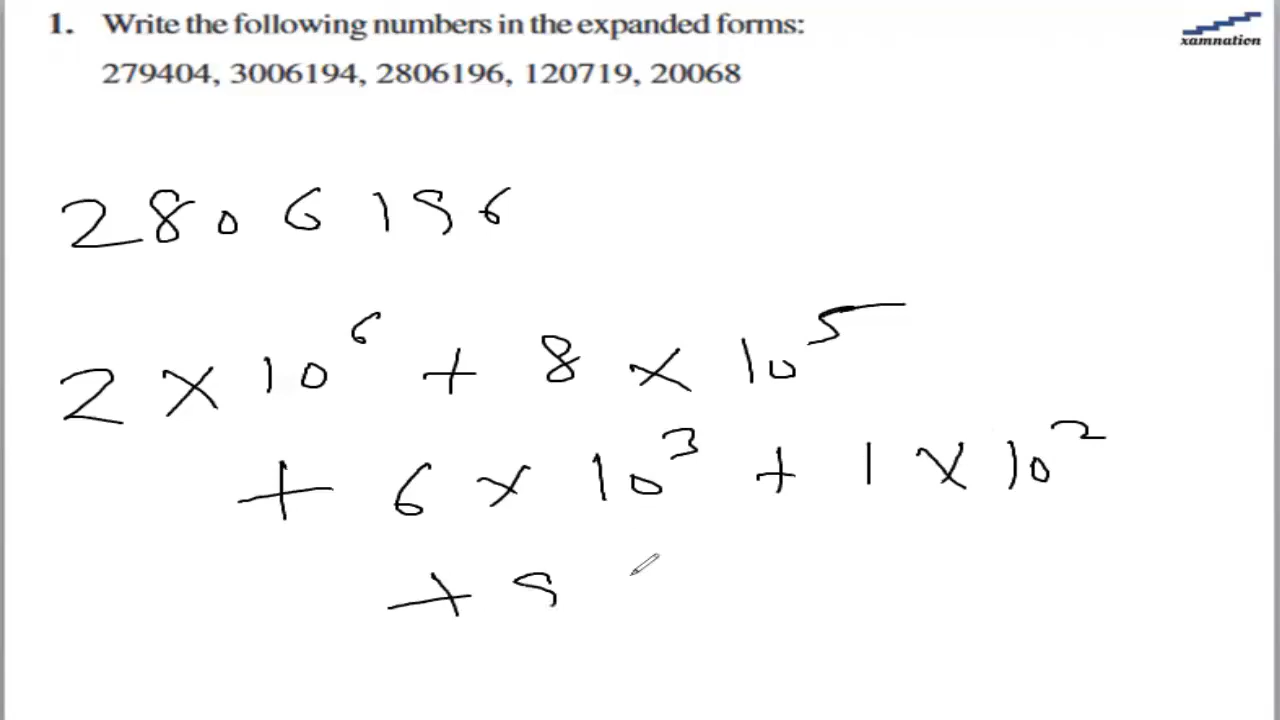 1. Write the following numbers in the expanded forms:
xamnation
279404, 3006194, 2806196, 120719, 20068
2806196
2 × 10⁶ + 8 × 10⁵
+ 6 × 10³ + 1 × 10²
+ 9